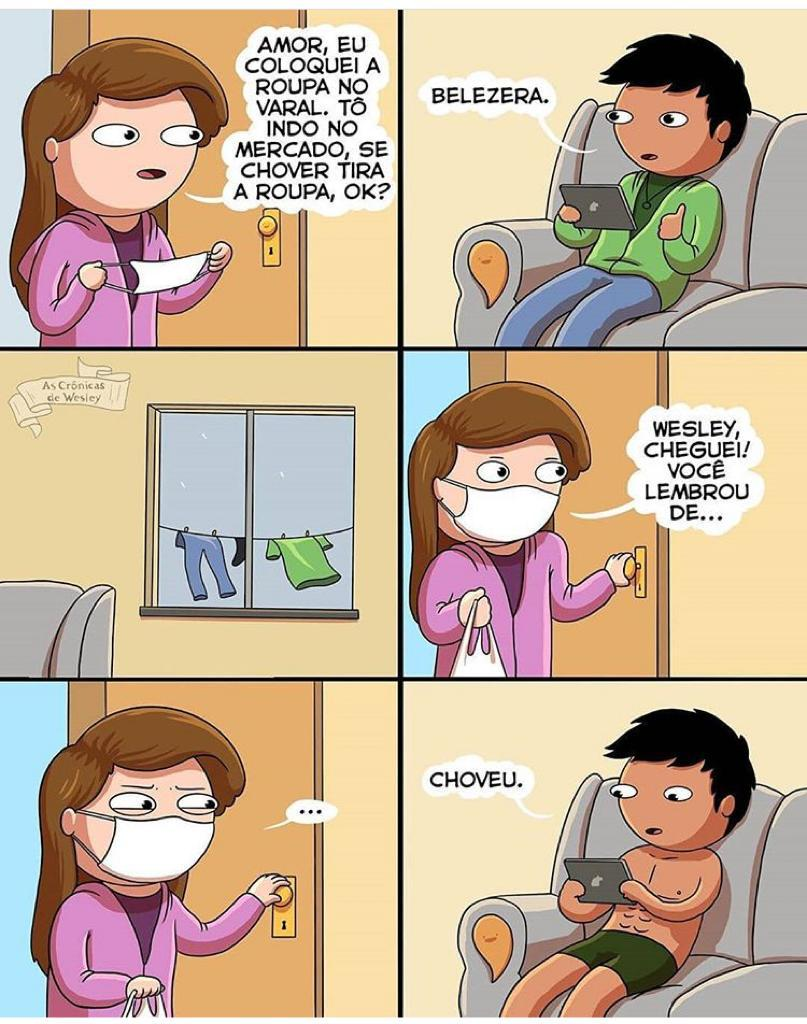 AMOR, EU
COLOQUEI A
ROUPA NO
VARAL. TÔ
INDO NO
MERCADO, SE
CHOVER TIRA
A ROUPA, OK?
BELEZERA.
As Crônicas
de Wesley
WESLEY,
CHEGUEI!
VOCÊ
LEMBROU
DE...
...
CHOVEU.